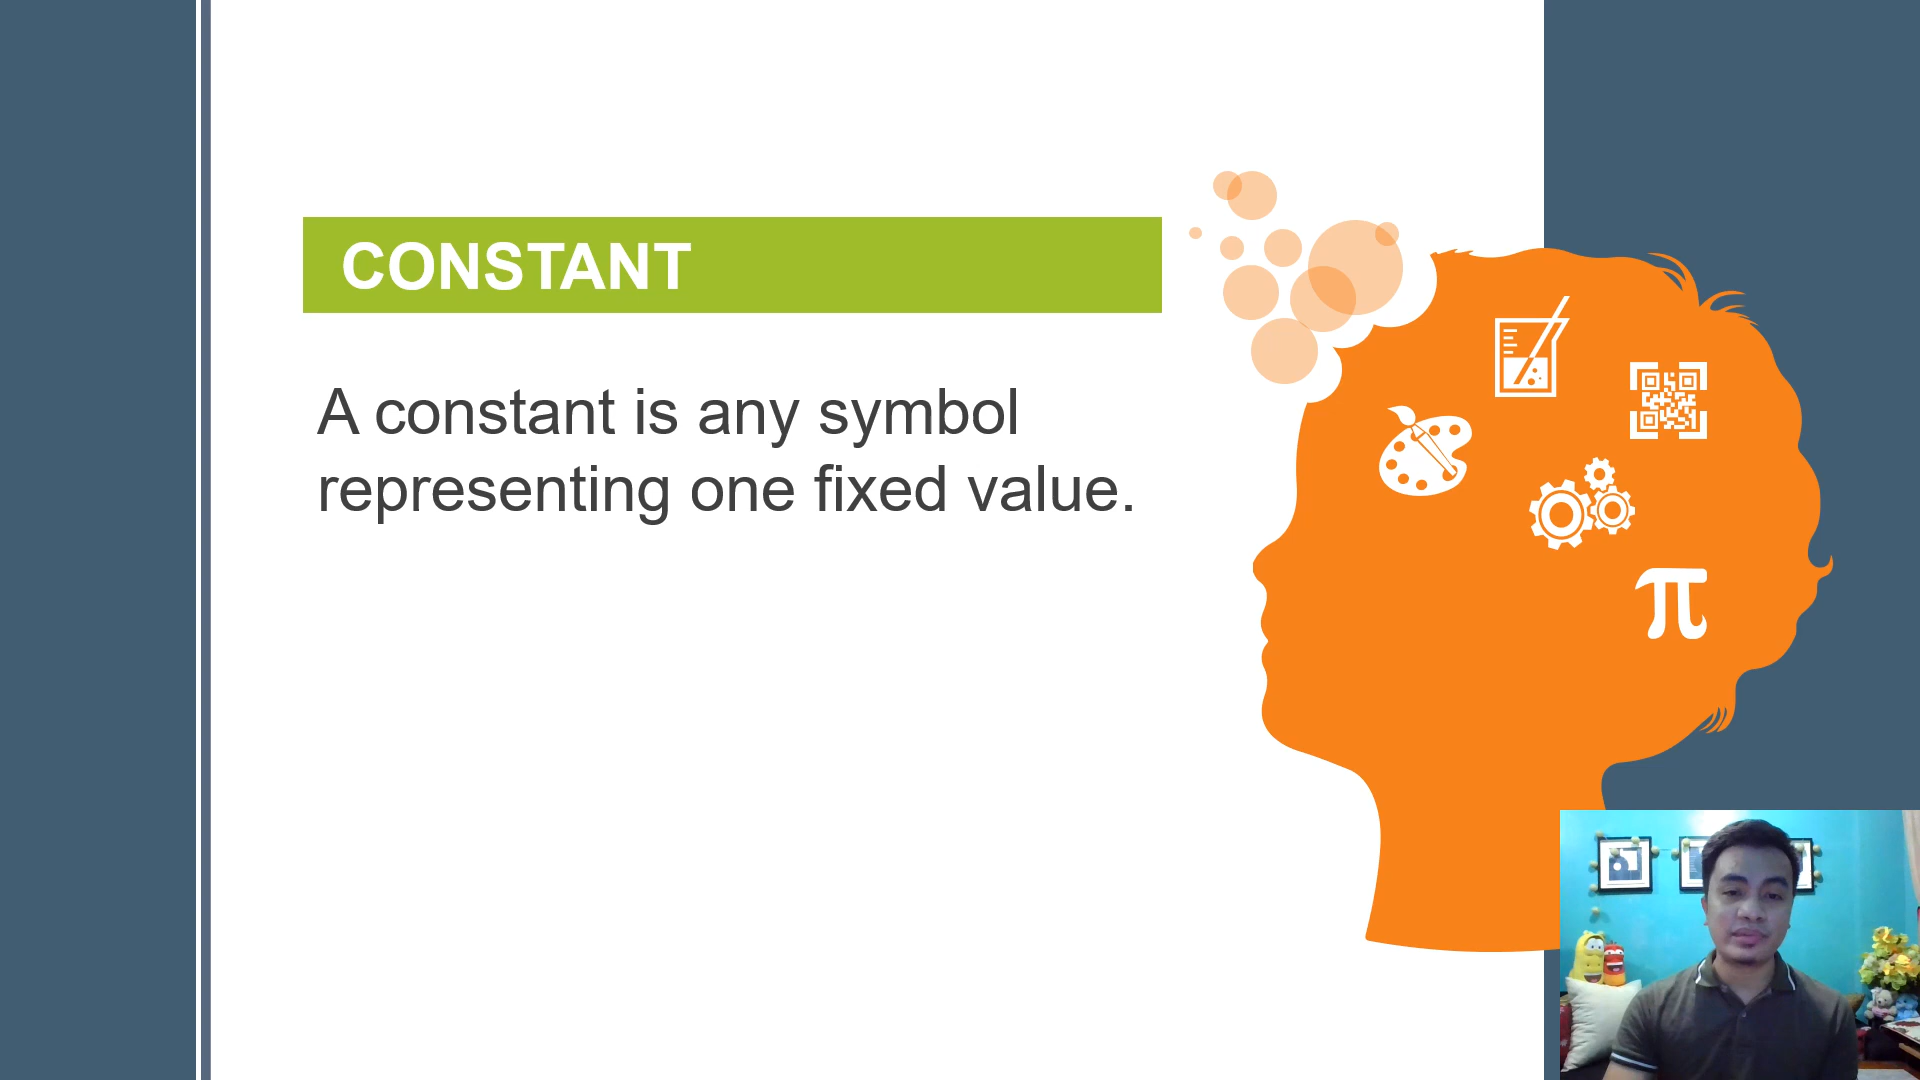 CONSTANT
A constant is any symbol
representing one fixed value.
π